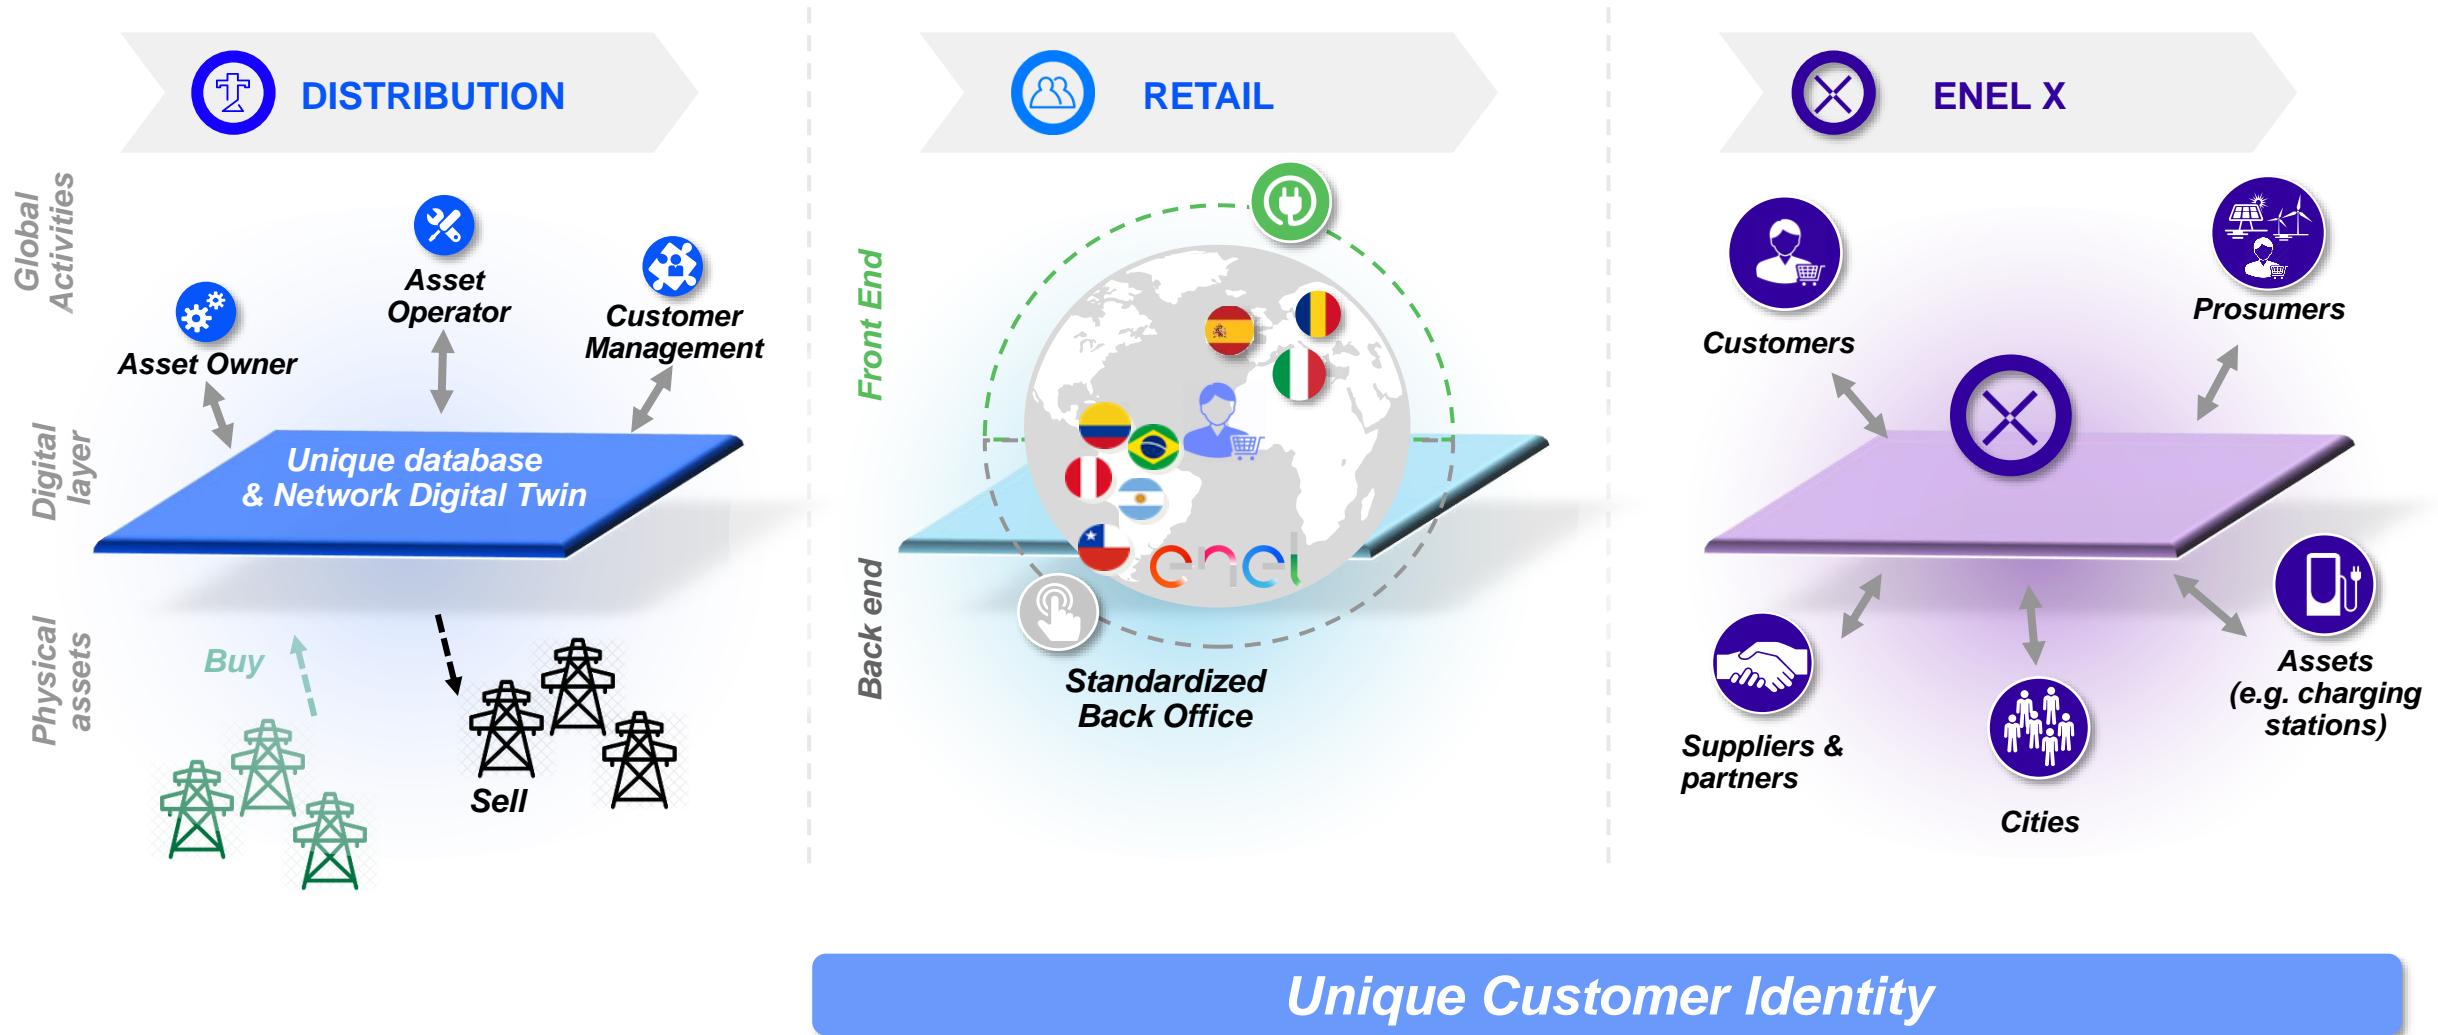 DISTRIBUTION
RETAIL
ENEL X
Global
Activities
Digital
layer
Physical
assets
Asset Owner
Asset
Operator
Customer
Management
Unique database
& Network Digital Twin
Buy
Sell
Front End
Back end
enel
Standardized
Back Office
Customers
Prosumers
Suppliers &
partners
Cities
Assets
(e.g. charging
stations)
Unique Customer Identity